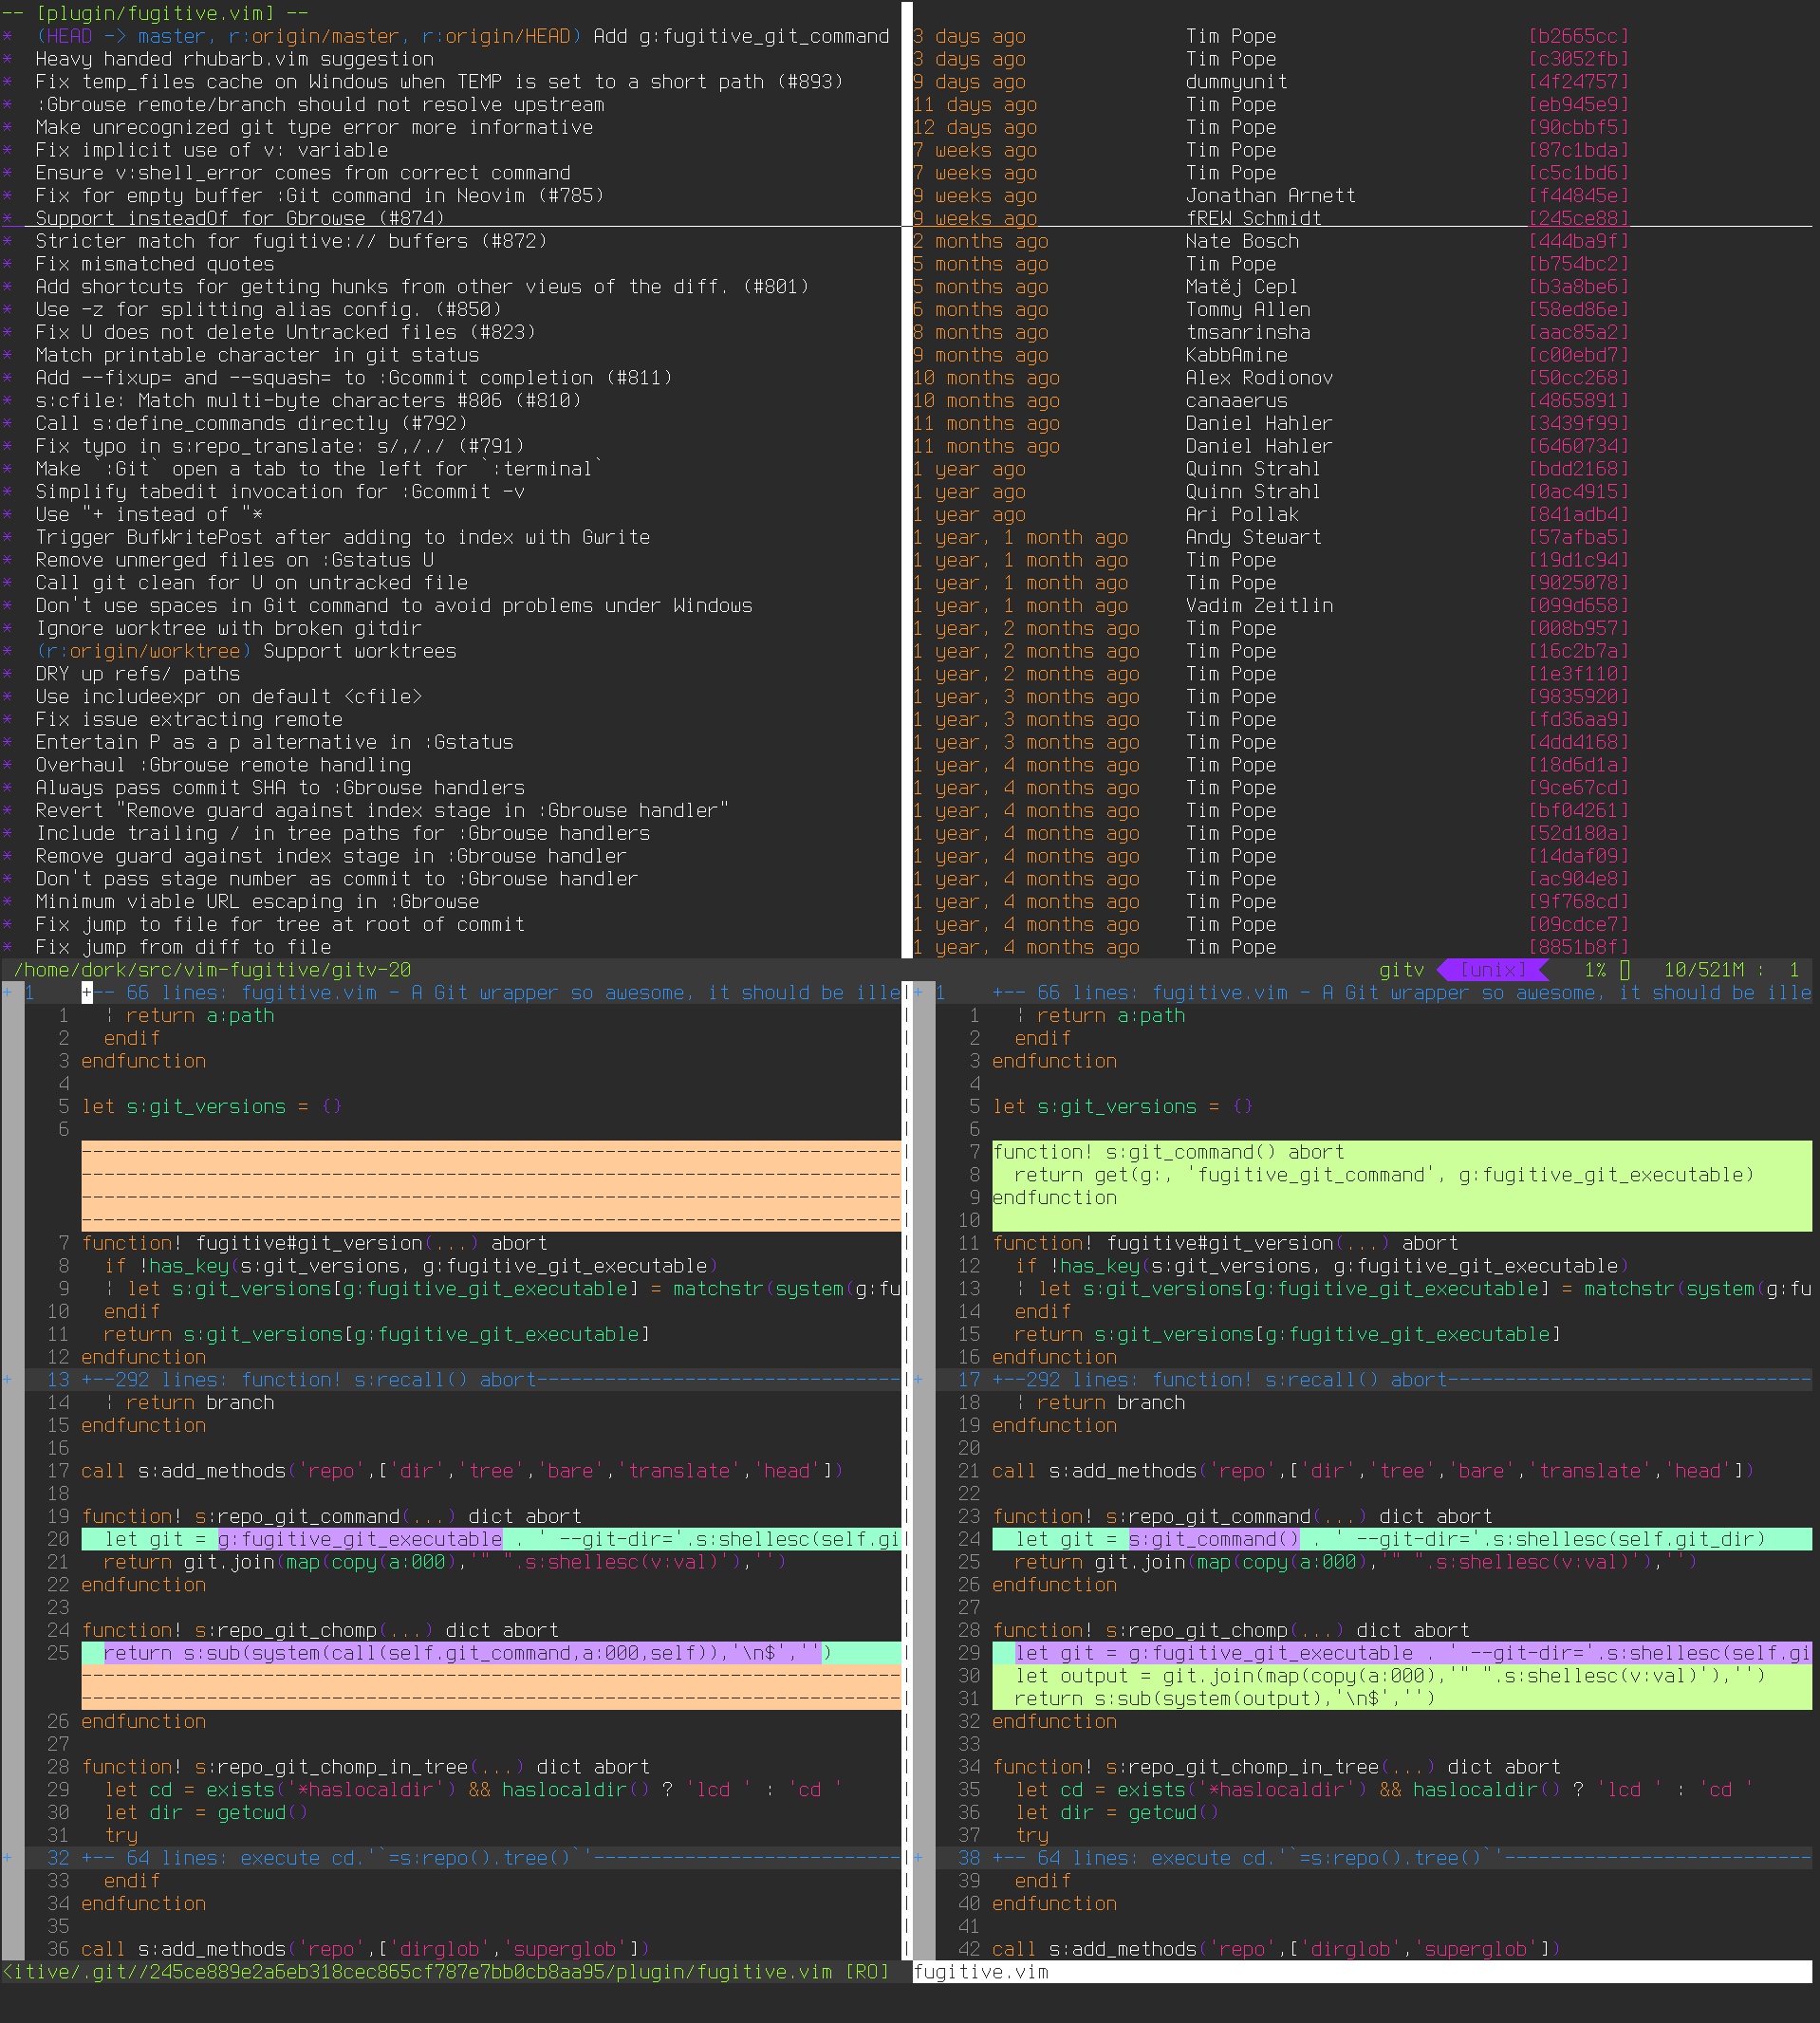 -- [plugin/fugitive.vim] --
*  (HEAD -> master, r:origin/master, r:origin/HEAD) Add g:fugitive_git_command  3 days ago  Tim Pope  [b2665cc]
*  Heavy handed rhubarb.vim suggestion  3 days ago  Tim Pope  [c3052fb]
*  Fix temp_files cache on Windows when TEMP is set to a short path (#893)  9 days ago  dummyunit  [4f24757]
*  :Gbrowse remote/branch should not resolve upstream  11 days ago  Tim Pope  [eb945e9]
*  Make unrecognized git type error more informative  12 days ago  Tim Pope  [90cbbf5]
*  Fix implicit use of v: variable  7 weeks ago  Tim Pope  [87c1bda]
*  Ensure v:shell_error comes from correct command  7 weeks ago  Tim Pope  [c5c1bd6]
*  Fix for empty buffer :Git command in Neovim (#785)  9 weeks ago  Jonathan Arnett  [f44845e]
*  Support insteadOf for Gbrowse (#874)  9 weeks ago  fREW Schmidt  [245ce88]
*  Stricter match for fugitive:// buffers (#872)  2 months ago  Nate Bosch  [444ba9f]
*  Fix mismatched quotes  5 months ago  Tim Pope  [b754bc2]
*  Add shortcuts for getting hunks from other views of the diff. (#801)  5 months ago  Matěj Cepl  [b3a8be6]
*  Use -z for splitting alias config. (#850)  6 months ago  Tommy Allen  [58ed86e]
*  Fix U does not delete Untracked files (#823)  8 months ago  tmsanrinsha  [aac85a2]
*  Match printable character in git status  9 months ago  KabbAmine  [c00ebd7]
*  Add --fixup= and --squash= to :Gcommit completion (#811)  10 months ago  Alex Rodionov  [50cc268]
*  s:cfile: Match multi-byte characters #806 (#810)  10 months ago  canaaerus  [4865891]
*  Call s:define_commands directly (#792)  11 months ago  Daniel Hahler  [3439f99]
*  Fix typo in s:repo_translate: s/,/./ (#791)  11 months ago  Daniel Hahler  [6460734]
*  Make `:Git` open a tab to the left for `:terminal`  1 year ago  Quinn Strahl  [bdd2168]
*  Simplify tabedit invocation for :Gcommit -v  1 year ago  Quinn Strahl  [0ac4915]
*  Use "+ instead of "*  1 year ago  Ari Pollak  [841adb4]
*  Trigger BufWritePost after adding to index with Gwrite  1 year, 1 month ago  Andy Stewart  [57afba5]
*  Remove unmerged files on :Gstatus U  1 year, 1 month ago  Tim Pope  [19d1c94]
*  Call git clean for U on untracked file  1 year, 1 month ago  Tim Pope  [9025078]
*  Don't use spaces in Git command to avoid problems under Windows  1 year, 1 month ago  Vadim Zeitlin  [099d658]
*  Ignore worktree with broken gitdir  1 year, 2 months ago  Tim Pope  [008b957]
*  (r:origin/worktree) Support worktrees  1 year, 2 months ago  Tim Pope  [16c2b7a]
*  DRY up refs/ paths  1 year, 2 months ago  Tim Pope  [1e3f110]
*  Use includeexpr on default <cfile>  1 year, 3 months ago  Tim Pope  [9835920]
*  Fix issue extracting remote  1 year, 3 months ago  Tim Pope  [fd36aa9]
*  Entertain P as a p alternative in :Gstatus  1 year, 3 months ago  Tim Pope  [4dd4168]
*  Overhaul :Gbrowse remote handling  1 year, 4 months ago  Tim Pope  [18d6d1a]
*  Always pass commit SHA to :Gbrowse handlers  1 year, 4 months ago  Tim Pope  [9ce67cd]
*  Revert "Remove guard against index stage in :Gbrowse handler"  1 year, 4 months ago  Tim Pope  [bf04261]
*  Include trailing / in tree paths for :Gbrowse handlers  1 year, 4 months ago  Tim Pope  [52d180a]
*  Remove guard against index stage in :Gbrowse handler  1 year, 4 months ago  Tim Pope  [14daf09]
*  Don't pass stage number as commit to :Gbrowse handler  1 year, 4 months ago  Tim Pope  [ac904e8]
*  Minimum viable URL escaping in :Gbrowse  1 year, 4 months ago  Tim Pope  [9f768cd]
*  Fix jump to file for tree at root of commit  1 year, 4 months ago  Tim Pope  [09cdce7]
*  Fix jump from diff to file  1 year, 4 months ago  Tim Pope  [8851b8f]
/home/dork/src/vim-fugitive/gitv-20  gitv  [unix]  1%  10/521M :  1
+ 1  +-- 66 lines: fugitive.vim - A Git wrapper so awesome, it should be ille
1  ¦ return a:path
2  endif
3 endfunction
4
5 let s:git_versions = {}
6
7 function! fugitive#git_version(...) abort
8  if !has_key(s:git_versions, g:fugitive_git_executable)
9  ¦ let s:git_versions[g:fugitive_git_executable] = matchstr(system(g:fu
10  endif
11  return s:git_versions[g:fugitive_git_executable]
12 endfunction
+ 13 +--292 lines: function! s:recall() abort--------------------------------
14  ¦ return branch
15 endfunction
16
17 call s:add_methods('repo',['dir','tree','bare','translate','head'])
18
19 function! s:repo_git_command(...) dict abort
20  let git = g:fugitive_git_executable . ' --git-dir='.s:shellesc(self.gi
21  return git.join(map(copy(a:000),'" ".s:shellesc(v:val)'),'')
22 endfunction
23
24 function! s:repo_git_chomp(...) dict abort
25  return s:sub(system(call(self.git_command,a:000,self)),'\n$','')
26 endfunction
27
28 function! s:repo_git_chomp_in_tree(...) dict abort
29  let cd = exists('*haslocaldir') && haslocaldir() ? 'lcd ' : 'cd '
30  let dir = getcwd()
31  try
+ 32 +-- 64 lines: execute cd.'`=s:repo().tree()`'---------------------------
33  endif
34 endfunction
35
36 call s:add_methods('repo',['dirglob','superglob'])
<itive/.git//245ce889e2a6eb318cec865cf787e7bb0cb8aa95/plugin/fugitive.vim [RO]
+ 1  +-- 66 lines: fugitive.vim - A Git wrapper so awesome, it should be ille
1  ¦ return a:path
2  endif
3 endfunction
4
5 let s:git_versions = {}
6
7 function! s:git_command() abort
8  return get(g:, 'fugitive_git_command', g:fugitive_git_executable)
9 endfunction
10
11 function! fugitive#git_version(...) abort
12  if !has_key(s:git_versions, g:fugitive_git_executable)
13  ¦ let s:git_versions[g:fugitive_git_executable] = matchstr(system(g:fu
14  endif
15  return s:git_versions[g:fugitive_git_executable]
16 endfunction
+ 17 +--292 lines: function! s:recall() abort--------------------------------
18  ¦ return branch
19 endfunction
20
21 call s:add_methods('repo',['dir','tree','bare','translate','head'])
22
23 function! s:repo_git_command(...) dict abort
24  let git = s:git_command() . ' --git-dir='.s:shellesc(self.git_dir)
25  return git.join(map(copy(a:000),'" ".s:shellesc(v:val)'),'')
26 endfunction
27
28 function! s:repo_git_chomp(...) dict abort
29  let git = g:fugitive_git_executable . ' --git-dir='.s:shellesc(self.gi
30  let output = git.join(map(copy(a:000),'" ".s:shellesc(v:val)'),'')
31  return s:sub(system(output),'\n$','')
32 endfunction
33
34 function! s:repo_git_chomp_in_tree(...) dict abort
35  let cd = exists('*haslocaldir') && haslocaldir() ? 'lcd ' : 'cd '
36  let dir = getcwd()
37  try
+ 38 +-- 64 lines: execute cd.'`=s:repo().tree()`'---------------------------
39  endif
40 endfunction
41
42 call s:add_methods('repo',['dirglob','superglob'])
fugitive.vim